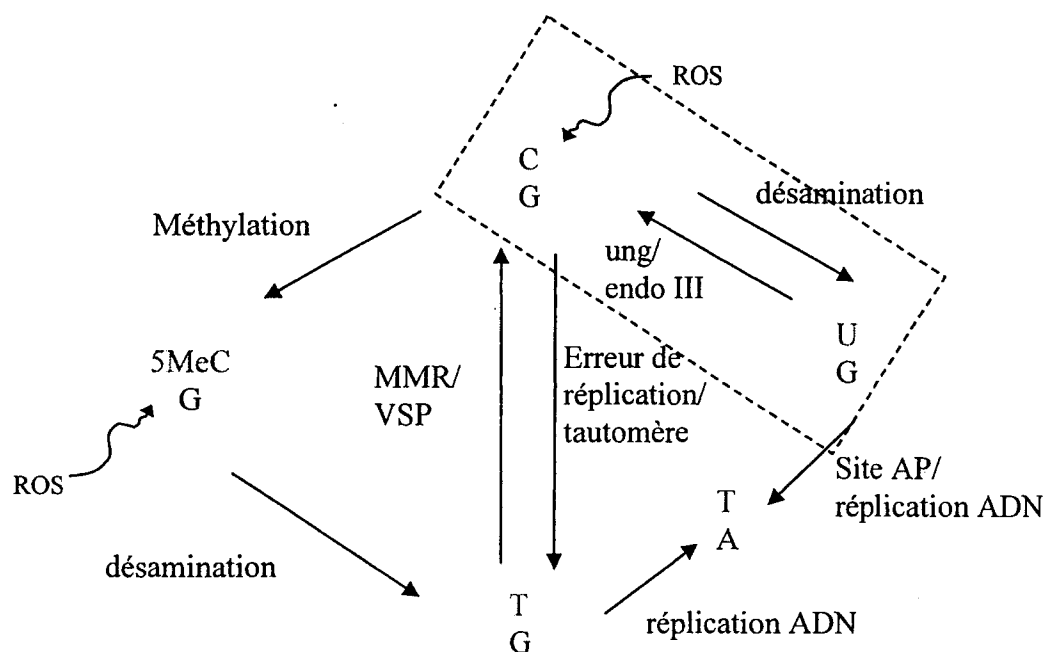 ROS
C
G
désamination
Méthylation
ung/
endo III
U
G
5MeC
G
MMR/
VSP
Erreur de
réplication/
tautomère
ROS
Site AP/
réplication ADN
T
A
désamination
T
G
réplication ADN